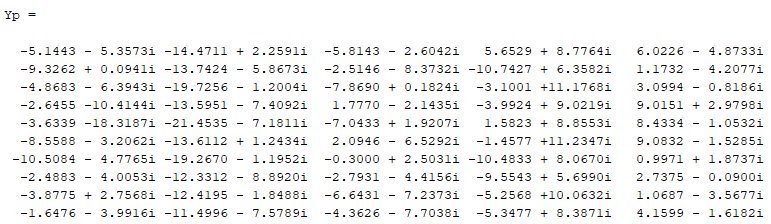 Yp =
-5.1443 - 5.3573i -14.4711 + 2.2591i -5.8143 - 2.6042i 5.6529 + 8.7764i 6.0226 - 4.8733i
-9.3262 + 0.0941i -13.7424 - 5.8673i -2.5146 - 8.3732i -10.7427 + 6.3582i 1.1732 - 4.2077i
-4.8683 - 6.3943i -19.7256 - 1.2004i -7.8690 + 0.1824i -3.1001 +11.1768i 3.0994 - 0.8186i
-2.6455 -10.4144i -13.5951 - 7.4092i 1.7770 - 2.1435i -3.9924 + 9.0219i 9.0151 + 2.9798i
-3.6339 -18.3187i -21.4535 - 7.1811i -7.0433 + 1.9207i 1.5823 + 8.8553i 8.4334 - 1.0532i
-8.5588 - 3.2062i -13.6112 + 1.2434i 2.0946 - 6.5292i -1.4577 +11.2347i 9.0832 - 1.5285i
-10.5084 - 4.7765i -19.2670 - 1.1952i -0.3000 + 2.5031i -10.4833 + 8.0670i 0.9971 + 1.8737i
-2.4883 - 4.0053i -12.3312 - 8.8920i -2.7931 - 4.4156i -9.5543 + 5.6990i 2.7375 - 0.0900i
-3.8775 + 2.7568i -12.4195 - 1.8488i -6.6431 - 7.2373i -5.2568 +10.0632i 1.0687 - 3.5677i
-1.6476 - 3.9916i -11.4996 - 7.5789i -4.3626 - 7.7038i -5.3477 + 8.3871i 4.1599 - 1.6182i